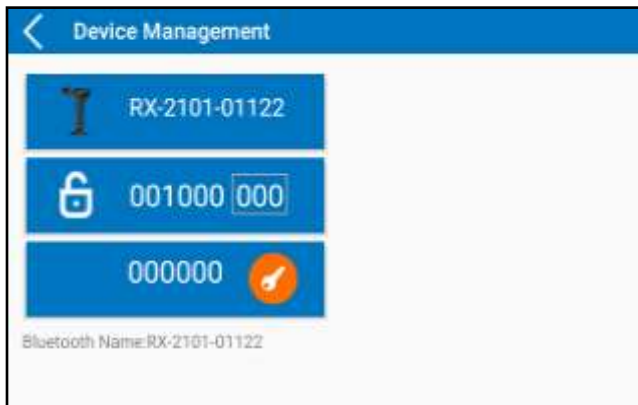 Device Management
RX-2101-01122
001000 000
000000
Bluetooth Name:RX-2101-01122